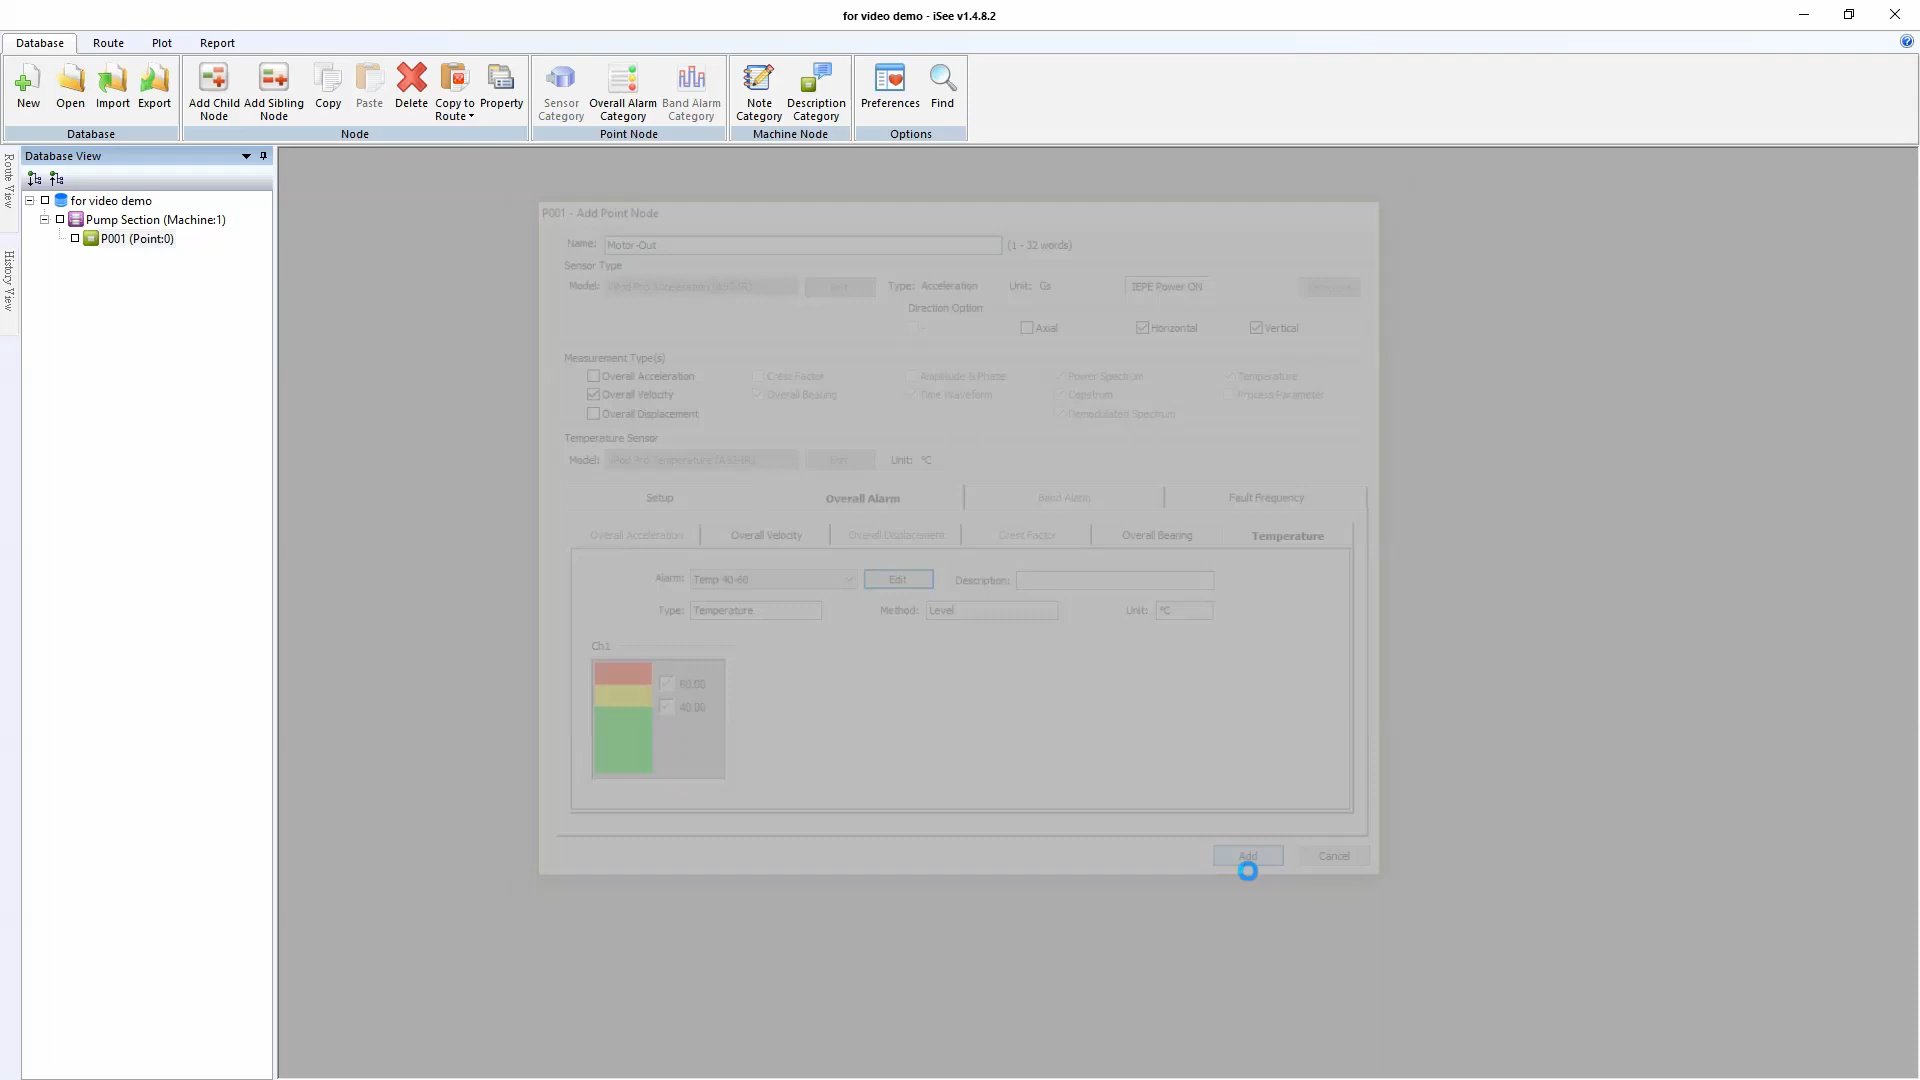 for video demo - iSee v1.4.8.2
Database Route Plot Report
New Open Import Export
Database
Add Child Node Add Sibling Node Copy Paste Delete Copy to Route Property
Node
Sensor Category Overall Alarm Category Band Alarm Category
Point Node
Note Category Description Category
Machine Node
Preferences Find
Options
Route View
History View
Database View
for video demo
Pump Section (Machine:1)
P001 (Point:0)
P001 - Add Point Node
Name: Motor-Out (1 - 32 words)
Sensor Type
Model: Type: Acceleration Unit: Gs IEPE Power ON
Direction Option
- Axial Horizontal Vertical
Measurement Type(s)
Overall Acceleration Crest Factor Amplitude & Phase Power Spectrum Temperature
Overall Velocity Overall Bearing Time Waveform Cepstrum Process Parameter
Overall Displacement Demodulated Spectrum
Temperature Sensor
Model: Edit Unit: °C
Setup Overall Alarm Band Alarm Fault Frequency
Overall Acceleration Overall Velocity Overall Displacement Crest Factor Overall Bearing Temperature
Alarm: Temp 40-60 Edit Description:
Type: Temperature Method: Level Unit: °C
Ch1
60.00
40.00
Add Cancel